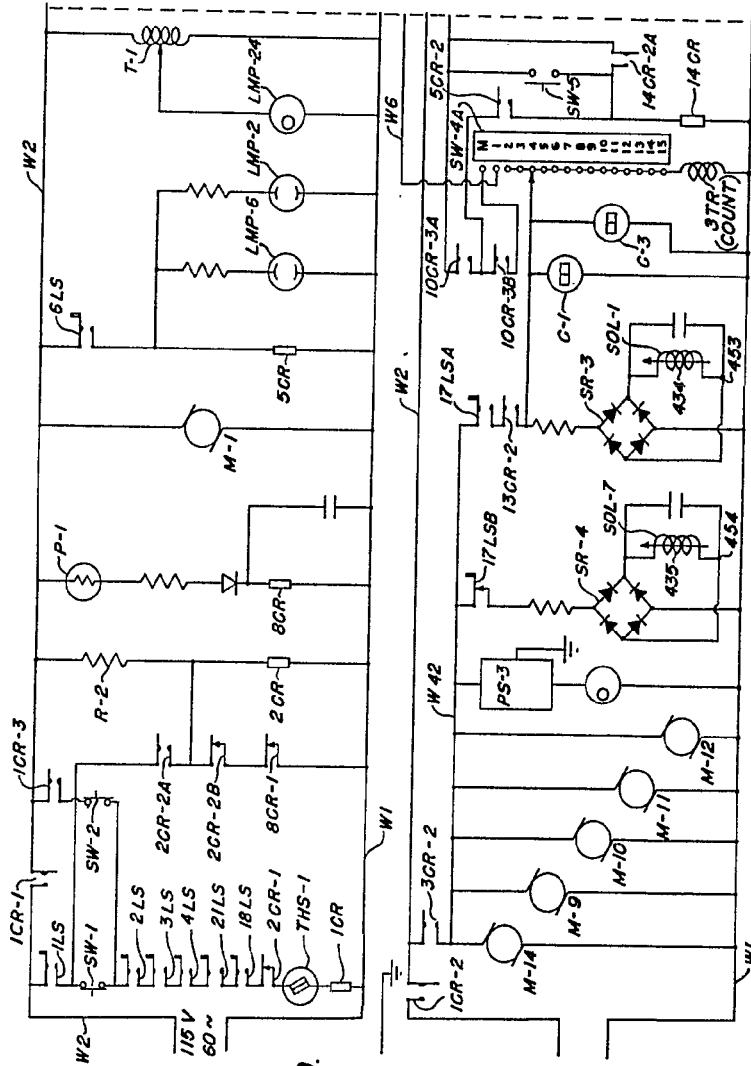 W2
115 V
60 ~
1LS
SW-1
2LS
3LS
4LS
21LS
18LS
2CR-1
THS-1
1CR
1CR-1
1CR-3
SW-2
2CR-2A
2CR-2B
8CR-1
W1
R-2
2CR
P-1
8CR
M-1
6LS
5CR
LMP-6
LMP-2
LMP-24
T-1
W2
W6
1CR-2
3CR-2
M-14
M-9
M-10
M-11
M-12
W1
W42
PS-3
17LSB
SR-4
SOL-7
435
454
W2
17LSA
13CR-2
SR-3
SOL-1
434
453
C-1
C-3
10CR-3A
10CR-3B
SW-4A
M
1
2
3
4
5
6
7
8
9
10
11
12
13
14
15
3TR
(COUNT)
5CR-2
SW-5
14CR-2A
14CR